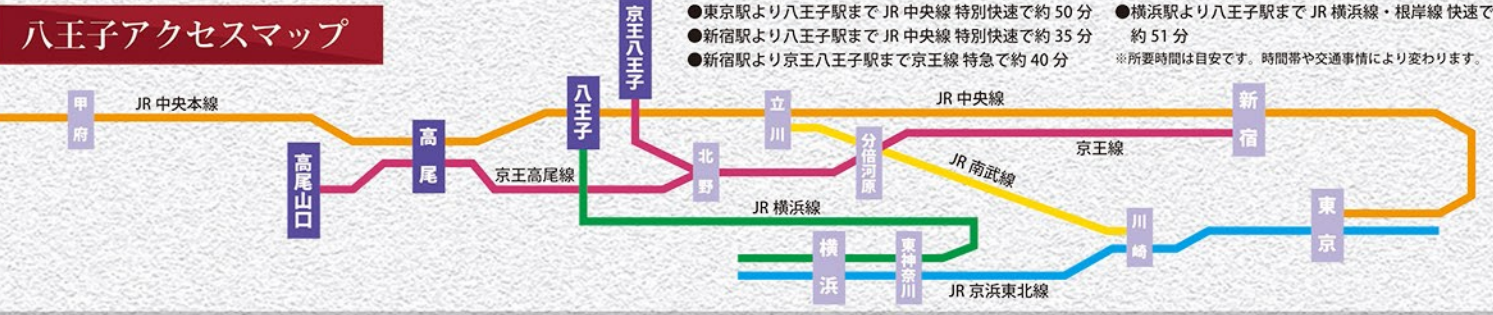 八王子アクセスマップ
●東京駅より八王子駅まで JR 中央線 特別快速で約 50 分
●新宿駅より八王子駅まで JR 中央線 特別快速で約 35 分
●新宿駅より京王八王子駅まで京王線 特急で約 40 分
●横浜駅より八王子駅まで JR 横浜線・根岸線 快速で
約 51 分
※所要時間は目安です。時間帯や交通事情により変わります。
京王八王子
甲府
JR 中央本線
高尾
高尾山口
京王高尾線
八王子
北野
立川
分倍河原
JR 中央線
新宿
京王線
JR 南武線
JR 横浜線
横浜
東神奈川
JR 京浜東北線
川崎
東京